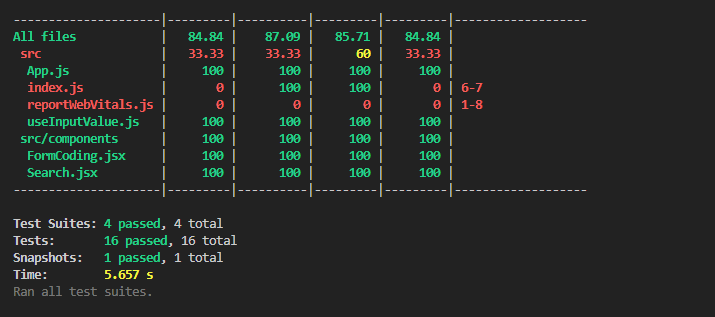 ---------------------|---------|----------|---------|---------|-------------------
All files            |   84.84 |    87.09 |   85.71 |   84.84 |
 src                 |   33.33 |    33.33 |      60 |   33.33 |
  App.js             |     100 |      100 |     100 |     100 |
  index.js           |       0 |      100 |     100 |       0 | 6-7
  reportWebVitals.js |       0 |        0 |       0 |       0 | 1-8
  useInputValue.js   |     100 |      100 |     100 |     100 |
 src/components      |     100 |      100 |     100 |     100 |
  FormCoding.jsx     |     100 |      100 |     100 |     100 |
  Search.jsx         |     100 |      100 |     100 |     100 |
---------------------|---------|----------|---------|---------|-------------------
Test Suites: 4 passed, 4 total
Tests:       16 passed, 16 total
Snapshots:   1 passed, 1 total
Time:        5.657 s
Ran all test suites.